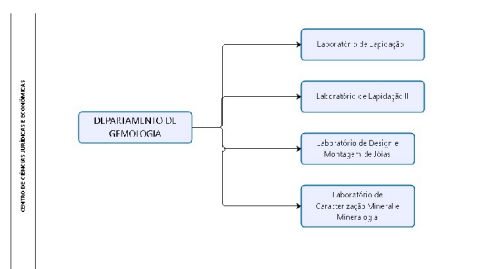 CENTRO DE CIÊNCIAS JURÍDICAS E ECONÔMICAS
DEPARTAMENTO DE
GEMOLOGIA
Laboratório de Lapidação I
Laboratório de Lapidação II
Laboratório de Design e
Montagem de Jóias
Laboratório de
Caracterização Mineral e
Mineralogia